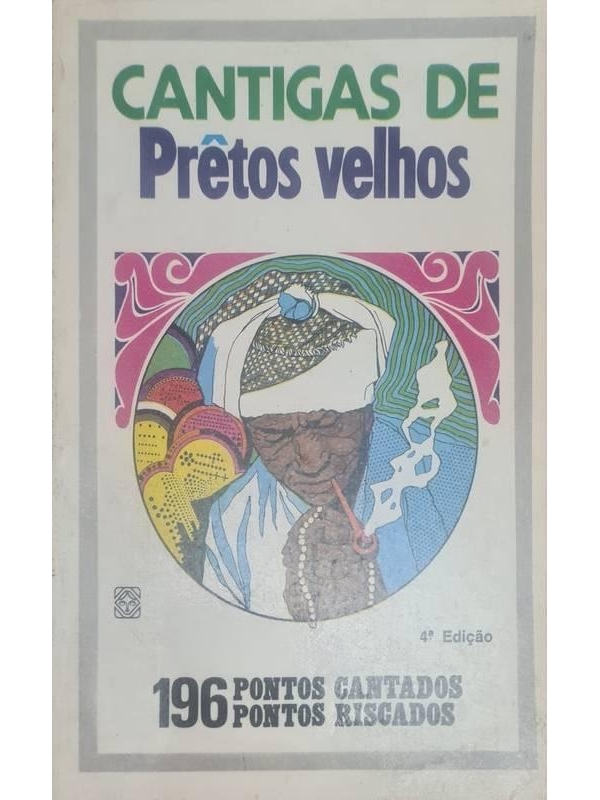 CANTIGAS DE
Prêtos velhos
4ª Edição
196 PONTOS CANTADOS
PONTOS RISCADOS